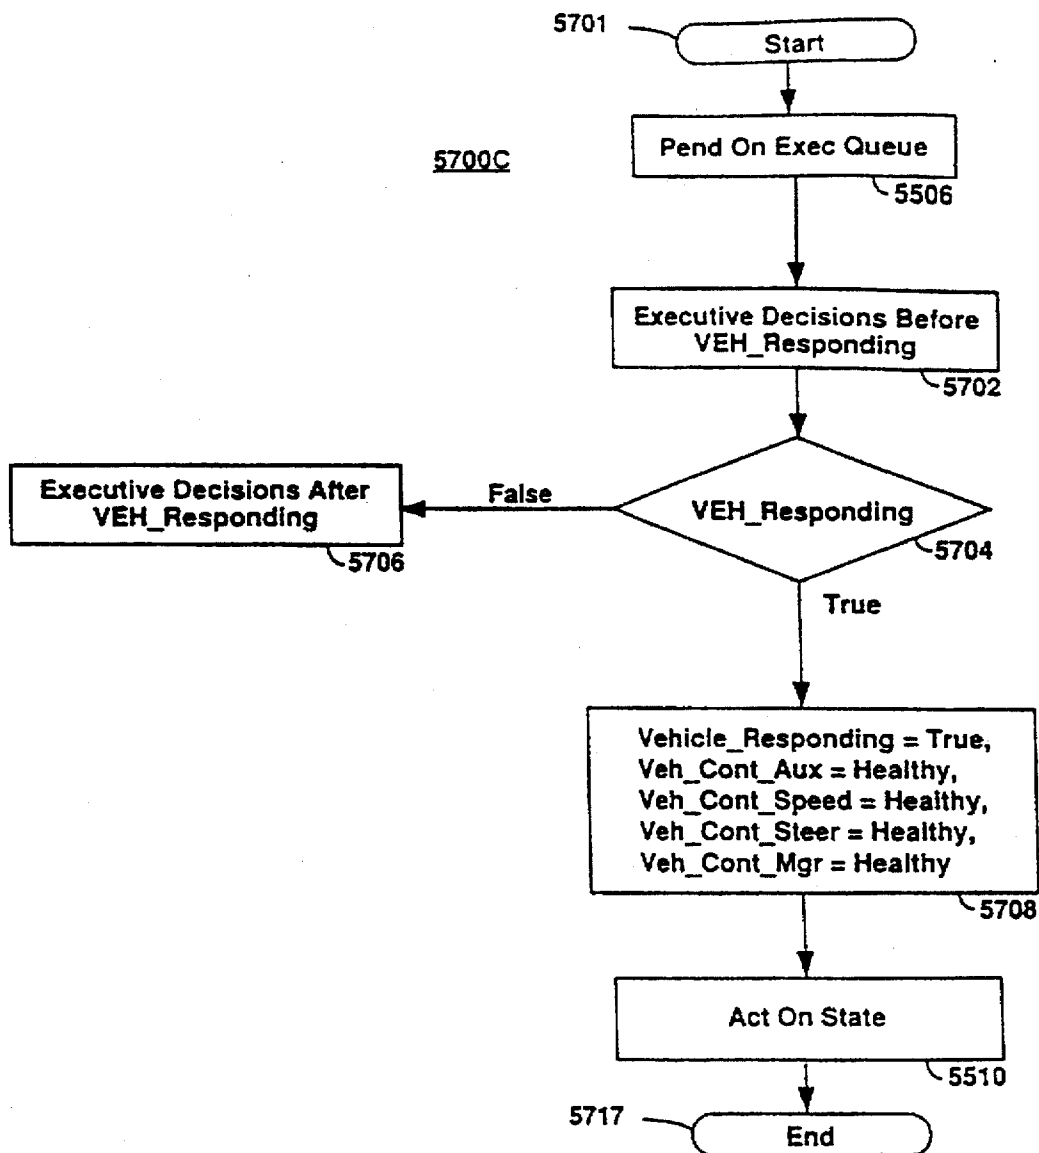 5701
Start
5700C
Pend On Exec Queue
5506
Executive Decisions Before
VEH_Responding
5702
Executive Decisions After
VEH_Responding
5706
False
VEH_Responding
5704
True
Vehicle_Responding = True,
Veh_Cont_Aux = Healthy,
Veh_Cont_Speed = Healthy,
Veh_Cont_Steer = Healthy,
Veh_Cont_Mgr = Healthy
5708
Act On State
5510
5717
End